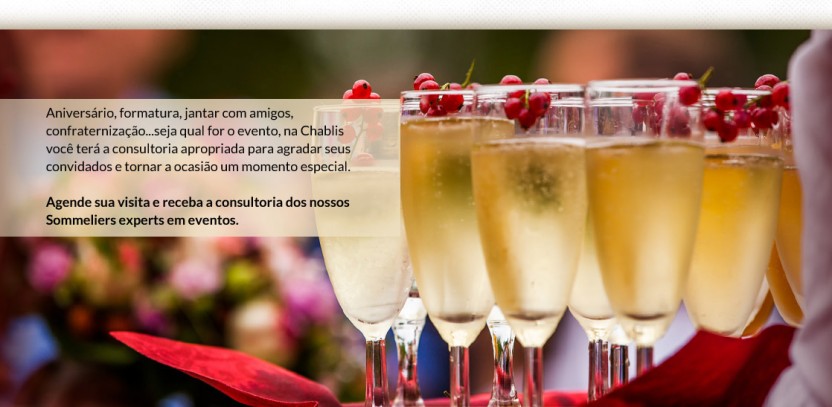 Aniversário, formatura, jantar com amigos,
confraternização...seja qual for o evento, na Chablis
você terá a consultoria apropriada para agradar seus
convidados e tornar a ocasião um momento especial.
Agende sua visita e receba a consultoria dos nossos
Sommeliers experts em eventos.